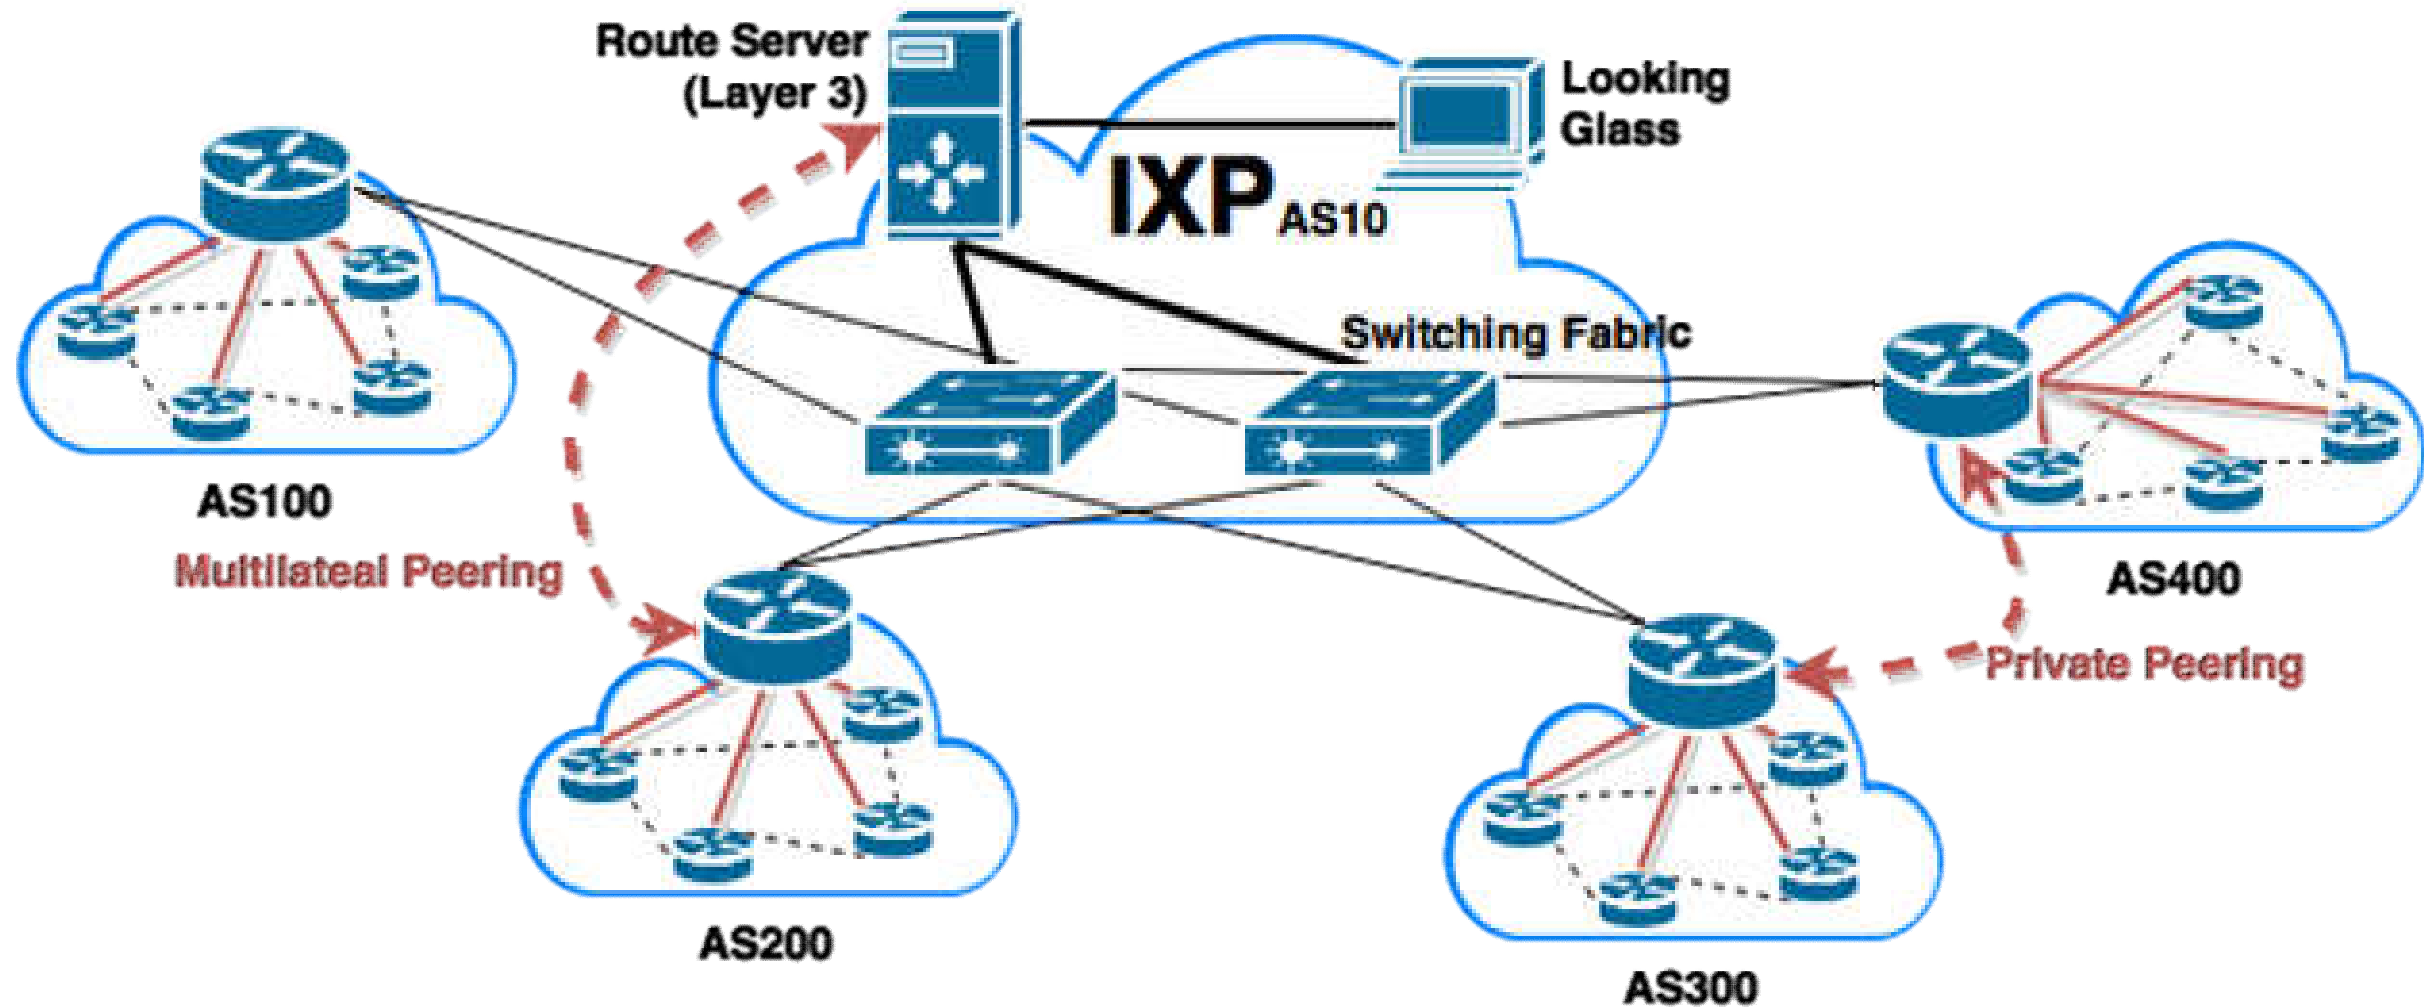 Route Server
(Layer 3)
Looking
Glass
IXP AS10
Switching Fabric
AS100
Multilateal Peering
AS400
Private Peering
AS200
AS300